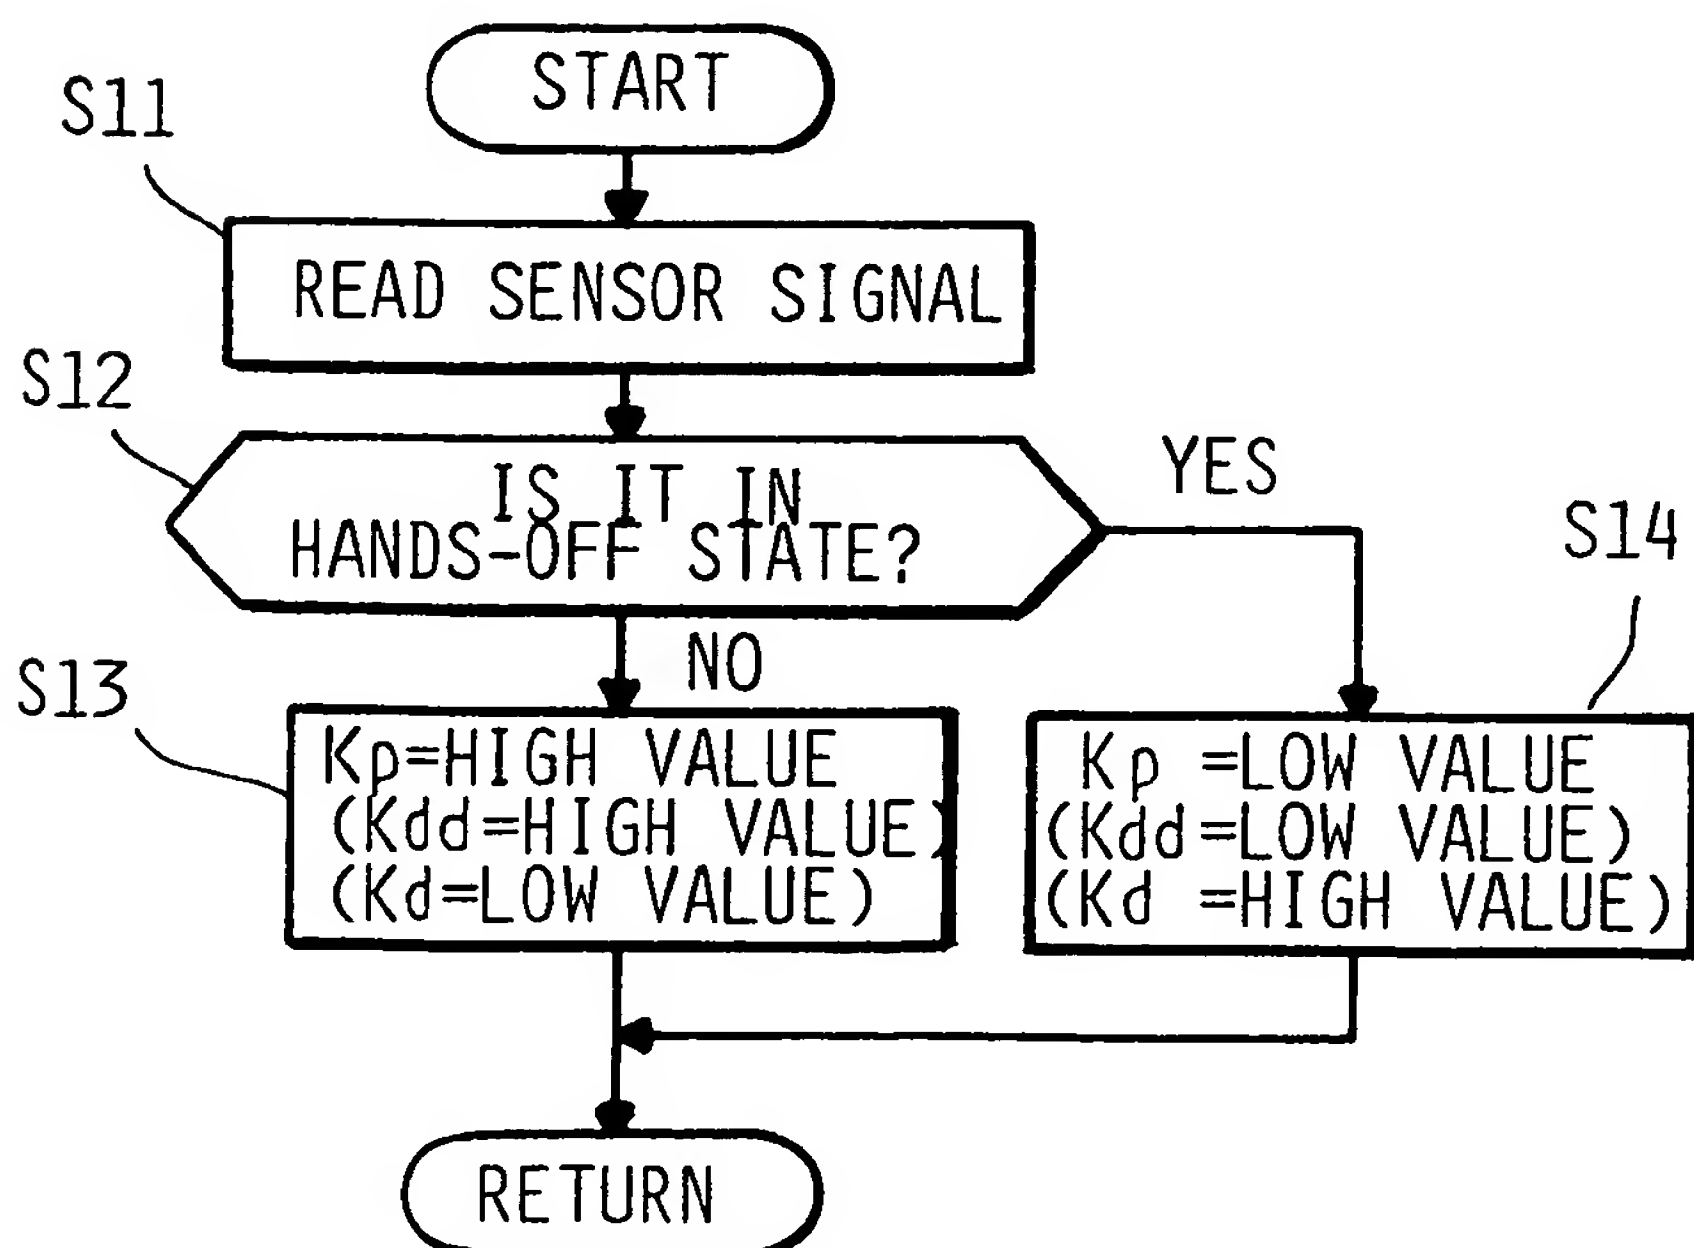 START
S11
READ SENSOR SIGNAL
S12
IS IT IN
HANDS-OFF STATE?
YES
NO
S13
Kp=HIGH VALUE
(Kdd=HIGH VALUE)
(Kd=LOW VALUE)
S14
Kp =LOW VALUE
(Kdd=LOW VALUE)
(Kd =HIGH VALUE)
RETURN